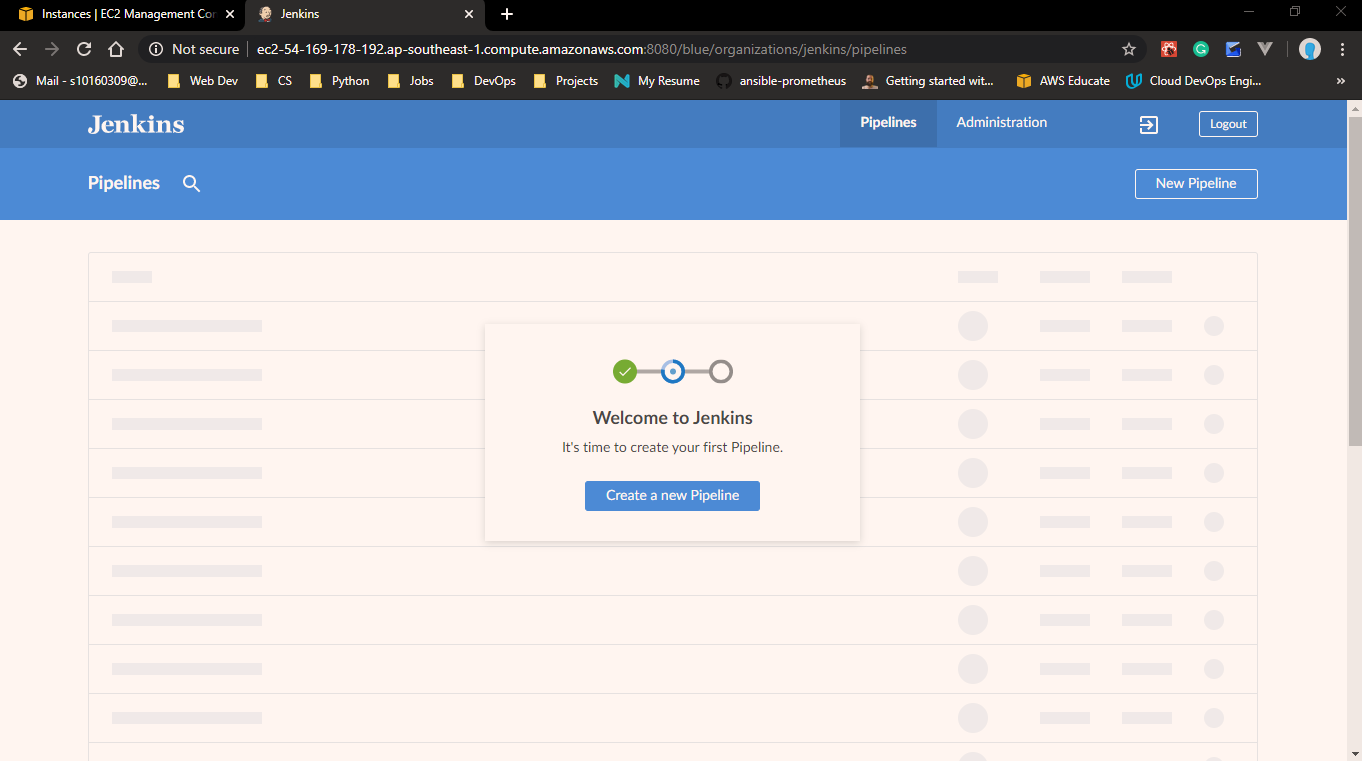 Instances | EC2 Management Con
Jenkins
Not secure
ec2-54-169-178-192.ap-southeast-1.compute.amazonaws.com:8080/blue/organizations/jenkins/pipelines
Mail - s10160309@...
Web Dev
CS
Python
Jobs
DevOps
Projects
My Resume
ansible-prometheus
Getting started wit...
AWS Educate
Cloud DevOps Engi...
»
Jenkins
Pipelines
Administration
Logout
Pipelines
New Pipeline
Welcome to Jenkins
It's time to create your first Pipeline.
Create a new Pipeline